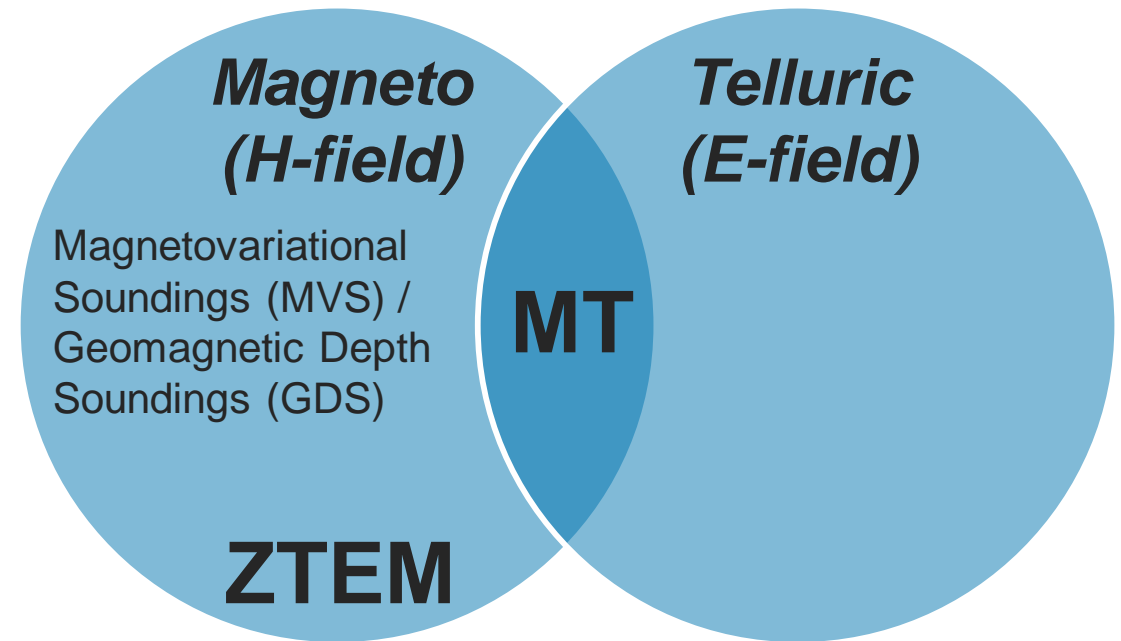 Magneto
(H-field)
Telluric
(E-field)
Magnetovariational
Soundings (MVS) /
Geomagnetic Depth
Soundings (GDS)
MT
ZTEM